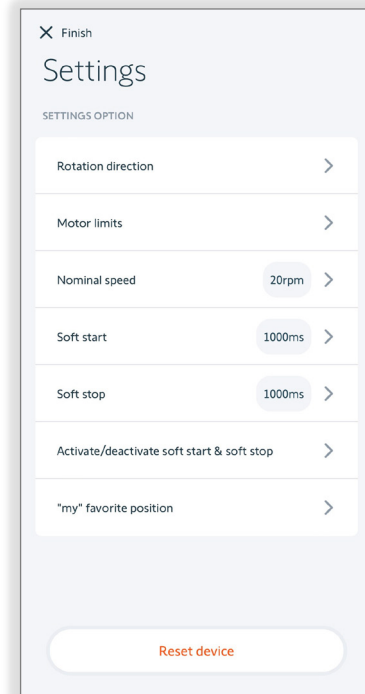 Finish
Settings
SETTINGS OPTION
Rotation direction
Motor limits
Nominal speed 20rpm
Soft start 1000ms
Soft stop 1000ms
Activate/deactivate soft start & soft stop
"my" favorite position
Reset device